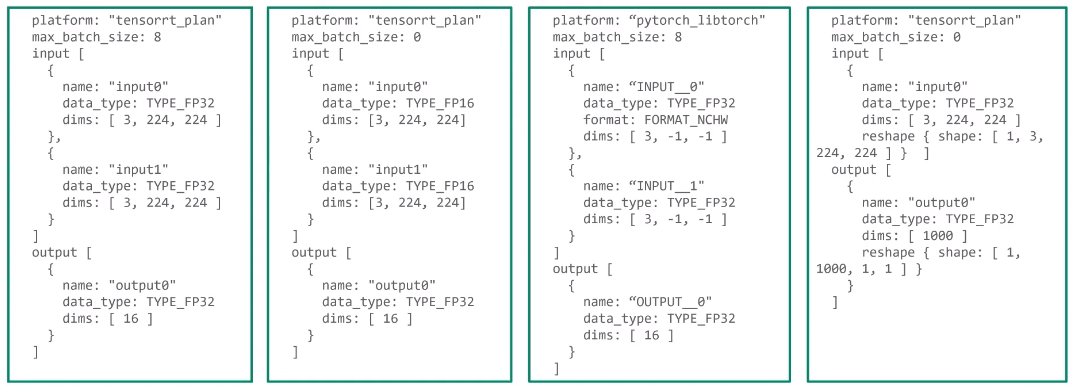 platform: "tensorrt_plan"
max_batch_size: 8
input [
{
name: "input0"
data_type: TYPE_FP32
dims: [ 3, 224, 224 ]
},
{
name: "input1"
data_type: TYPE_FP32
dims: [ 3, 224, 224 ]
}
]
output [
{
name: "output0"
data_type: TYPE_FP32
dims: [ 16 ]
}
]
platform: "tensorrt_plan"
max_batch_size: 0
input [
{
name: "input0"
data_type: TYPE_FP16
dims: [3, 224, 224]
},
{
name: "input1"
data_type: TYPE_FP16
dims: [3, 224, 224]
}
]
output [
{
name: "output0"
data_type: TYPE_FP32
dims: [ 16 ]
}
]
platform: “pytorch_libtorch"
max_batch_size: 8
input [
{
name: “INPUT__0"
data_type: TYPE_FP32
format: FORMAT_NCHW
dims: [ 3, -1, -1 ]
},
{
name: “INPUT__1"
data_type: TYPE_FP32
dims: [ 3, -1, -1 ]
}
]
output [
{
name: “OUTPUT__0"
data_type: TYPE_FP32
dims: [ 16 ]
}
]
platform: "tensorrt_plan"
max_batch_size: 0
input [
{
name: "input0"
data_type: TYPE_FP32
dims: [ 3, 224, 224 ]
reshape { shape: [ 1, 3,
224, 224 ] }  ]
output [
{
name: "output0"
data_type: TYPE_FP32
dims: [ 1000 ]
reshape { shape: [ 1,
1000, 1, 1 ] }
}
]